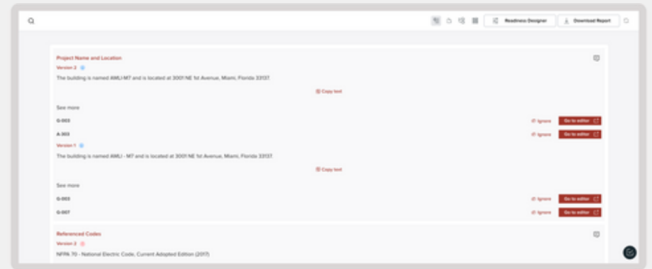 Readiness Designer
Download Report
Project Name and Location
Version 2
The building is named AMLI-M7 and is located at 3001 NE 1st Avenue, Miami, Florida 33137.
Copy text
See more
G-003
Ignore
Go to editor
A-303
Ignore
Go to editor
Version 1
The building is named AMLI - M7 and is located at 3001 NE 1st Avenue, Miami, Florida 33137.
Copy text
See more
G-003
Ignore
Go to editor
G-007
Ignore
Go to editor
Referenced Codes
Version 2
NFPA 70 - National Electric Code, Current Adopted Edition (2017)